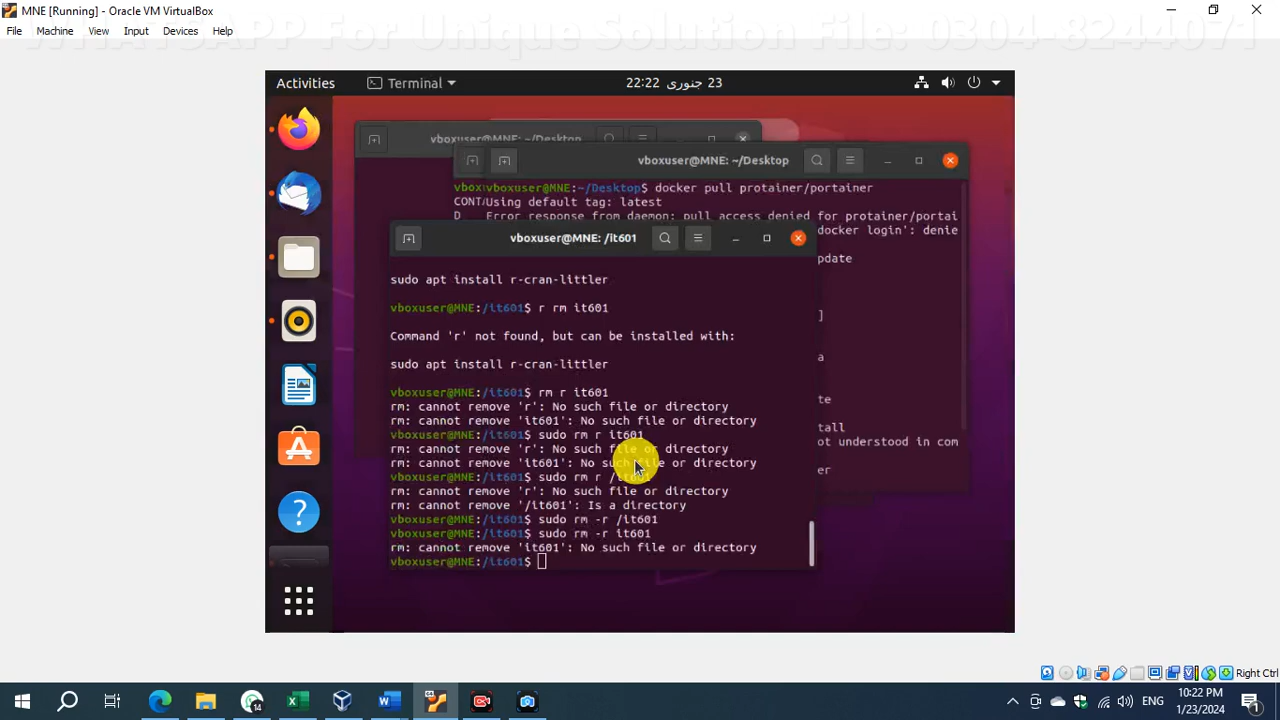 MNE [Running] - Oracle VM VirtualBox
File Machine View Input Devices Help
WHATSAPP For Unique Solution File: 0304-8244071
Activities Terminal 23 جنوری 22:22
vboxuser@MNE: ~/Desktop
vboxuser@MNE: ~/Desktop
vboxuser@MNE:~/Desktop$ docker pull protainer/portainer
Using default tag: latest
Error response from daemon: pull access denied for protainer/portai
docker login': denie
pdate
]
a
te
tall
ot understood in com
er
vboxuser@MNE: /it601
sudo apt install r-cran-littler
vboxuser@MNE:/it601$ r rm it601
Command 'r' not found, but can be installed with:
sudo apt install r-cran-littler
vboxuser@MNE:/it601$ rm r it601
rm: cannot remove 'r': No such file or directory
rm: cannot remove 'it601': No such file or directory
vboxuser@MNE:/it601$ sudo rm r it601
rm: cannot remove 'r': No such file or directory
rm: cannot remove 'it601': No such file or directory
vboxuser@MNE:/it601$ sudo rm r /it601
rm: cannot remove 'r': No such file or directory
rm: cannot remove '/it601': Is a directory
vboxuser@MNE:/it601$ sudo rm -r /it601
vboxuser@MNE:/it601$ sudo rm -r it601
rm: cannot remove 'it601': No such file or directory
vboxuser@MNE:/it601$
Right Ctrl
14
ENG
10:22 PM
1/23/2024
1